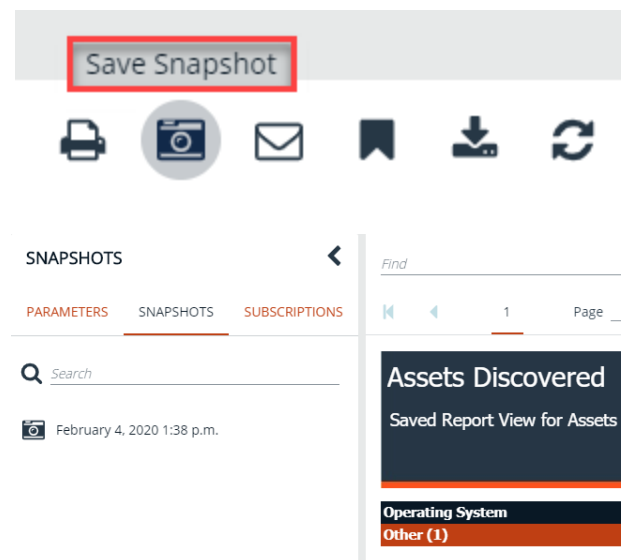 Save Snapshot
SNAPSHOTS
PARAMETERS SNAPSHOTS SUBSCRIPTIONS
Search
February 4, 2020 1:38 p.m.
Find
1 Page
Assets Discovered
Saved Report View for Assets
Operating System
Other (1)